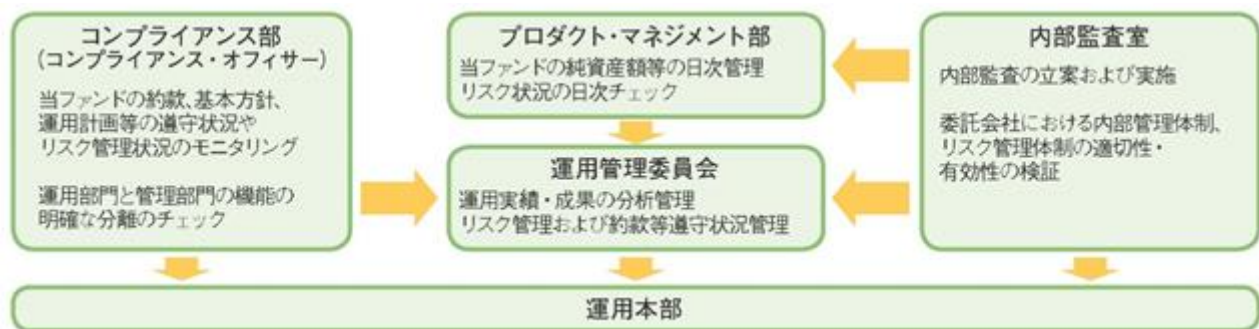 コンプライアンス部
(コンプライアンス・オフィサー)
当ファンドの約款、基本方針、
運用計画等の遵守状況や
リスク管理状況のモニタリング
運用部門と管理部門の機能の
明確な分離のチェック
プロダクト・マネジメント部
当ファンドの純資産額等の日次管理
リスク状況の日次チェック
運用管理委員会
運用実績・成果の分析管理
リスク管理および約款等遵守状況管理
内部監査室
内部監査の立案および実施
委託会社における内部管理体制、
リスク管理体制の適切性・
有効性の検証
運用本部